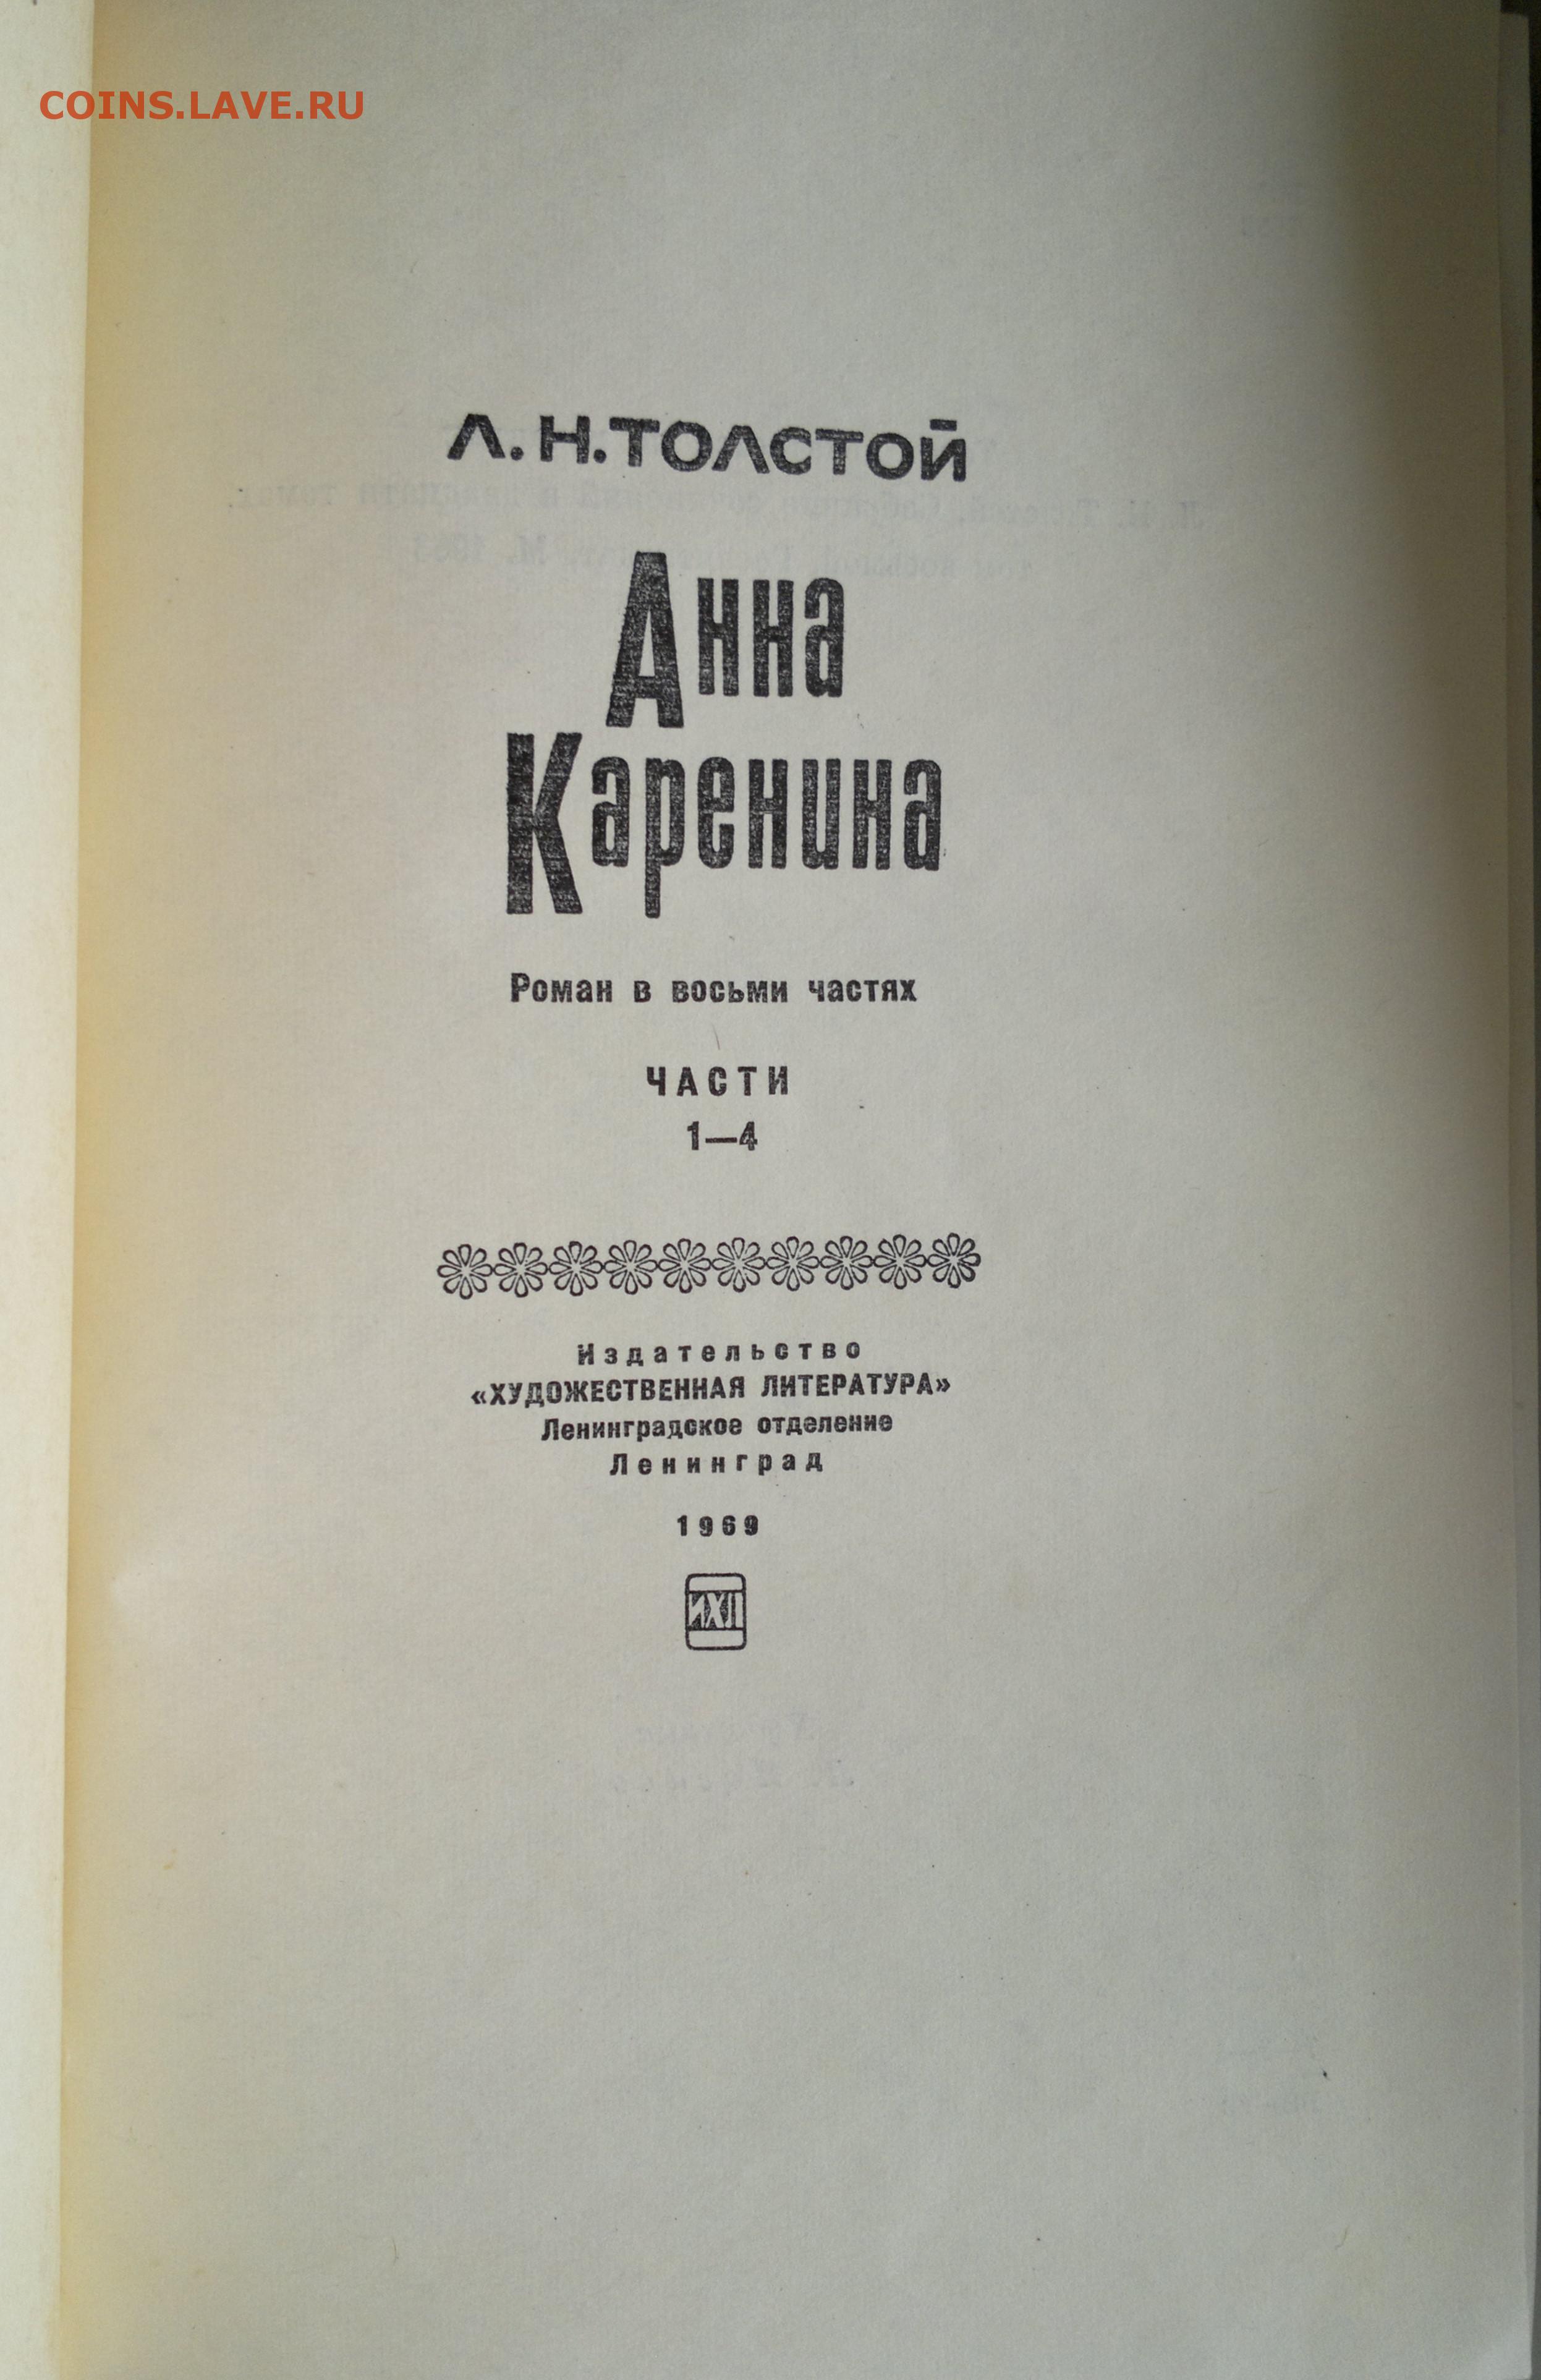 COINS.LAVE.RU
Л.Н.ТОЛСТОЙ
Анна
Каренина
Роман в восьми частях
ЧАСТИ
1—4
Издательство
«ХУДОЖЕСТВЕННАЯ ЛИТЕРАТУРА»
Ленинградское отделение
Ленинград
1969
ИХЛ